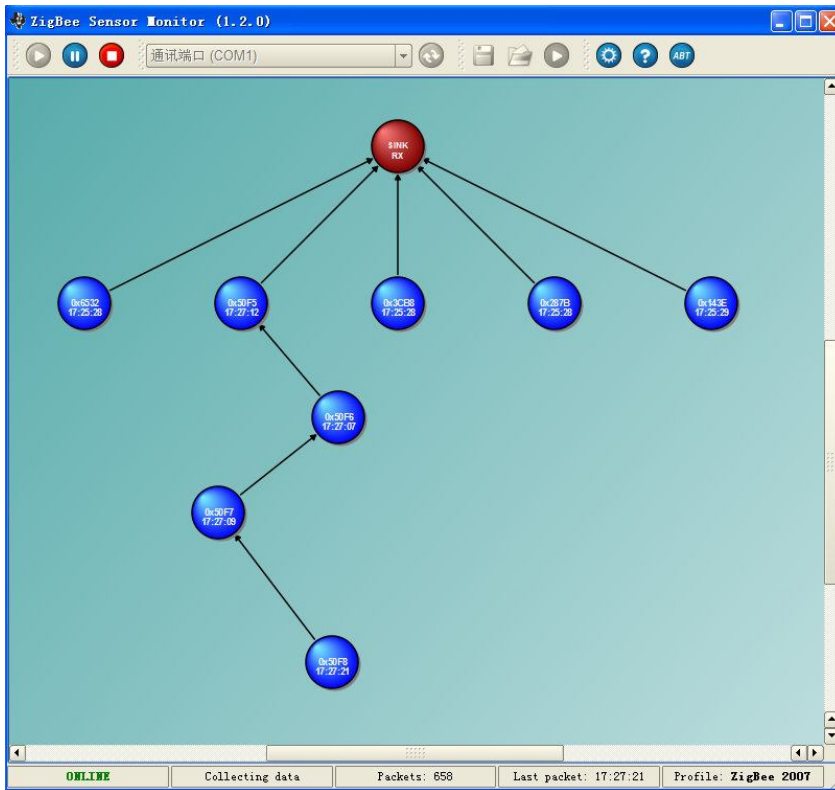 ZigBee Sensor Monitor (1.2.0)
通讯端口 (COM1)
?
ABT
SINK
RX
0x6532
17:25:28
0x50F5
17:27:12
0x3CB8
17:25:28
0x287B
17:25:28
0x143E
17:25:29
0x50F6
17:27:07
0x50F7
17:27:09
0x50F8
17:27:21
ONLINE
Collecting data
Packets: 658
Last packet: 17:27:21
Profile: ZigBee 2007